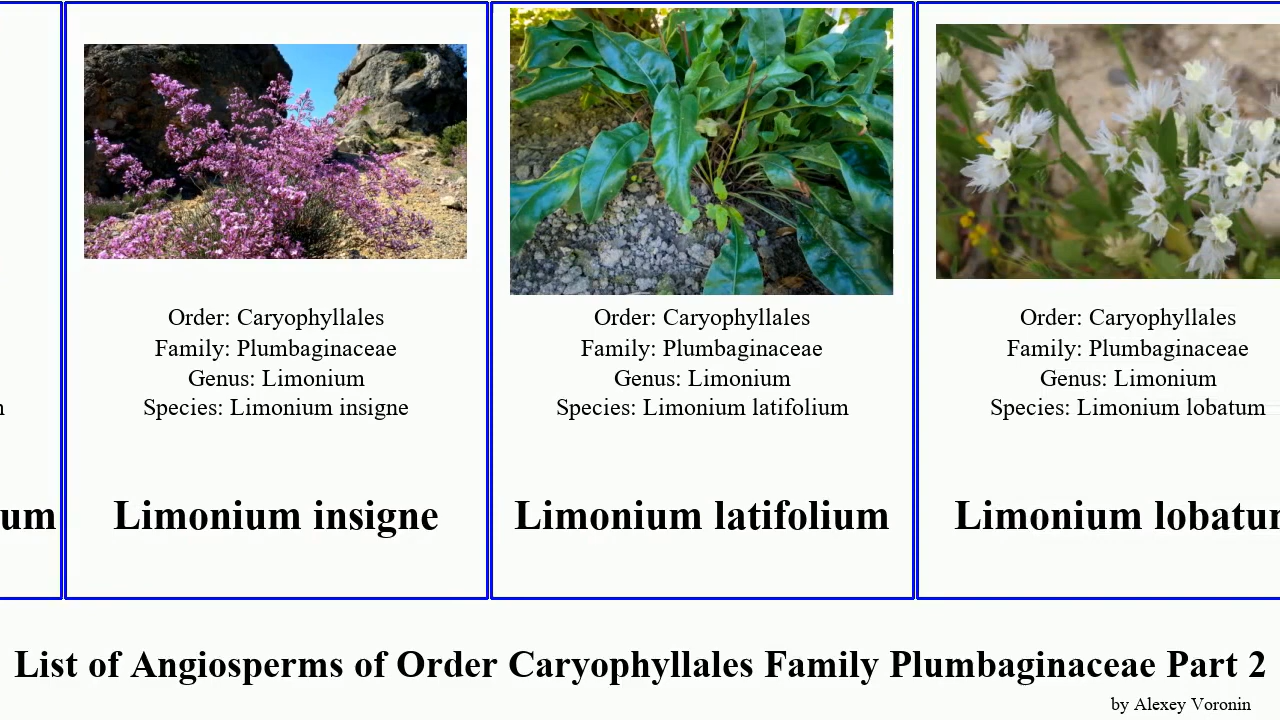 Order: Caryophyllales
Family: Plumbaginaceae
Genus: Limonium
Species: Limonium insigne
Limonium insigne
Order: Caryophyllales
Family: Plumbaginaceae
Genus: Limonium
Species: Limonium latifolium
Limonium latifolium
Order: Caryophyllales
Family: Plumbaginaceae
Genus: Limonium
Species: Limonium lobatum
Limonium
List of Angiosperms of Order Caryophyllales Family Plumbaginaceae Part 2
by Alexey Voronin